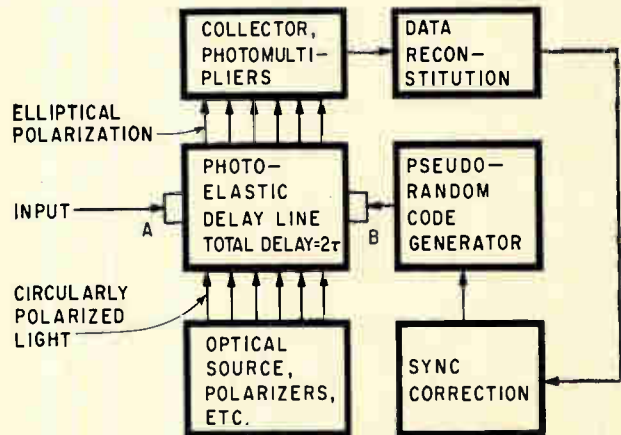 COLLECTOR,
PHOTOMULTI-
PLIERS
DATA
RECON-
STITUTION
ELLIPTICAL
POLARIZATION
PHOTO-
ELASTIC
DELAY LINE
TOTAL DELAY=2τ
PSEUDO-
RANDOM
CODE
GENERATOR
INPUT
A
B
CIRCULARLY
POLARIZED
LIGHT
OPTICAL
SOURCE,
POLARIZERS,
ETC.
SYNC
CORRECTION